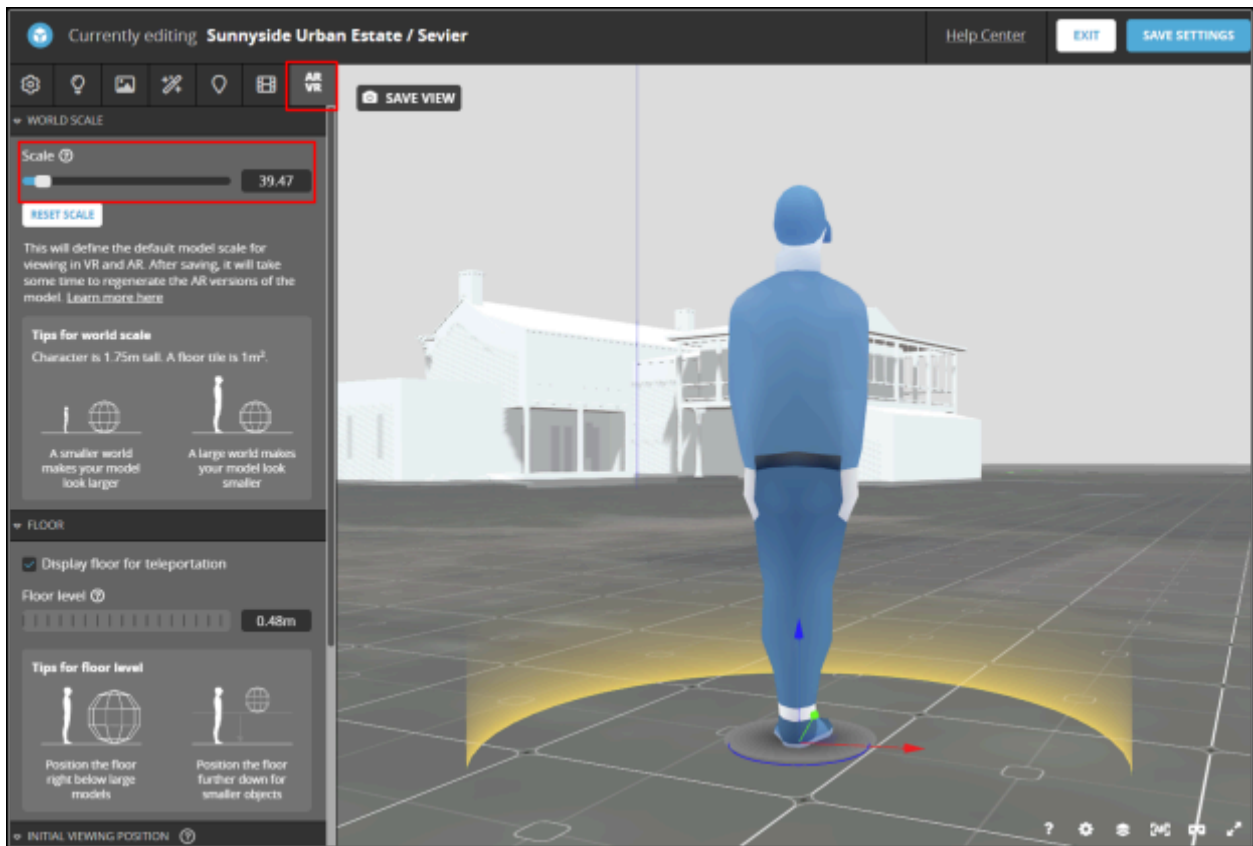 Currently editing Sunnyside Urban Estate / Sevier
Help Center
EXIT
SAVE SETTINGS
AR
VR
SAVE VIEW
WORLD SCALE
Scale
39.47
RESET SCALE
This will define the default model scale for
viewing in VR and AR. After saving, it will take
some time to regenerate the AR versions of the
model. Learn more here
Tips for world scale
Character is 1.75m tall. A floor tile is 1m².
A smaller world
makes your model
look larger
A large world makes
your model look
smaller
FLOOR
Display floor for teleportation
Floor level
0.48m
Tips for floor level
Position the floor
right below large
models
Position the floor
further down for
smaller objects
INITIAL VIEWING POSITION